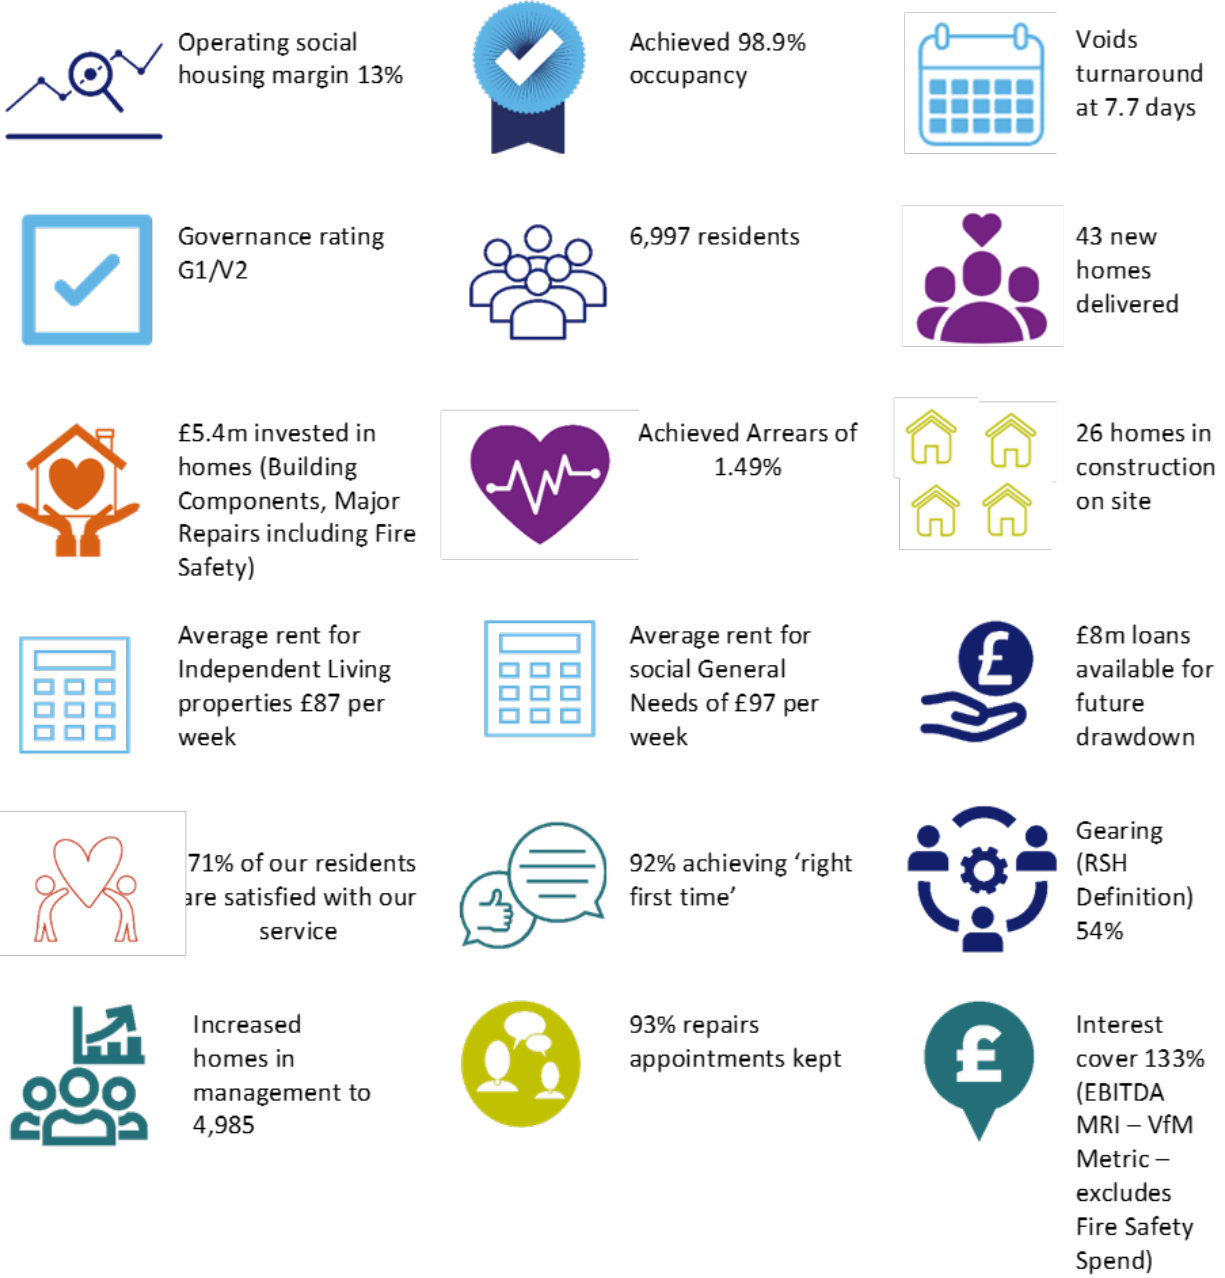 Operating social
housing margin 13%
Achieved 98.9%
occupancy
Voids
turnaround
at 7.7 days
Governance rating
G1/V2
6,997 residents
43 new
homes
delivered
£5.4m invested in
homes (Building
Components, Major
Repairs including Fire
Safety)
Achieved Arrears of
1.49%
26 homes in
construction
on site
Average rent for
Independent Living
properties £87 per
week
Average rent for
social General
Needs of £97 per
week
£
£8m loans
available for
future
drawdown
71% of our residents
are satisfied with our
service
92% achieving ‘right
first time’
Gearing
(RSH
Definition)
54%
Increased
homes in
management to
4,985
93% repairs
appointments kept
£
Interest
cover 133%
(EBITDA
MRI – VfM
Metric –
excludes
Fire Safety
Spend)